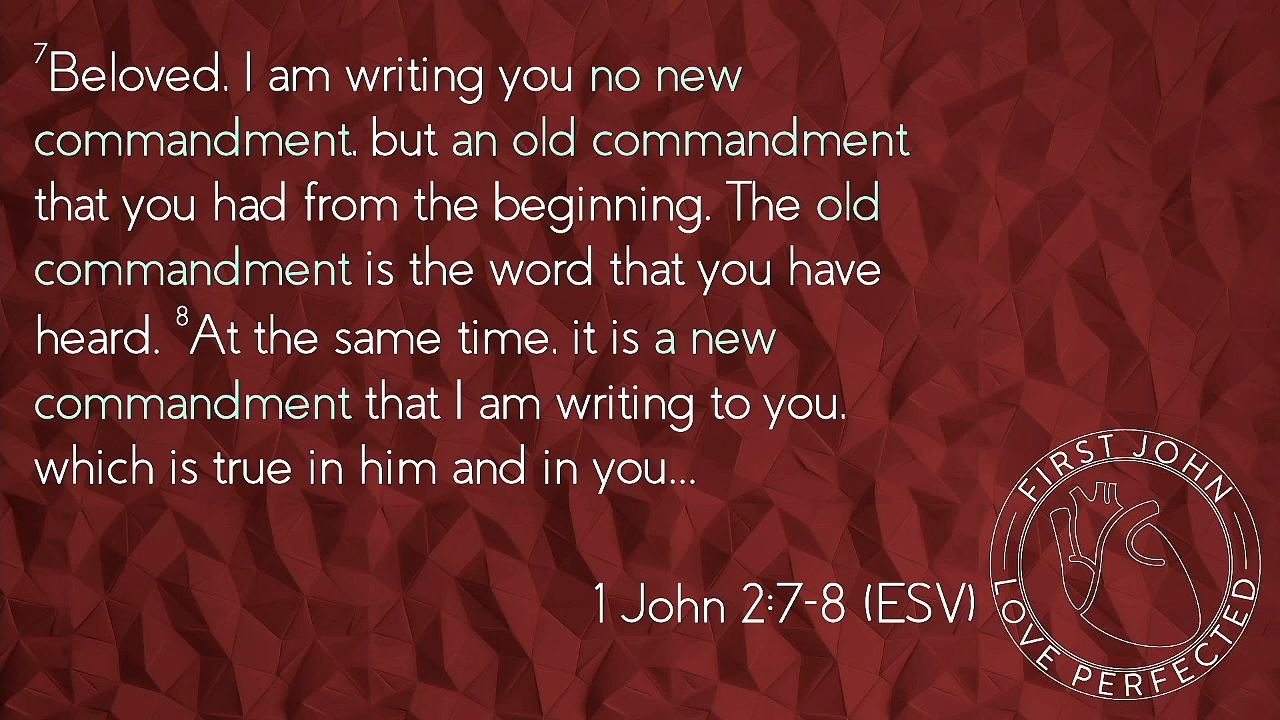 ⁷Beloved, I am writing you no new
commandment, but an old commandment
that you had from the beginning. The old
commandment is the word that you have
heard. ⁸At the same time, it is a new
commandment that I am writing to you,
which is true in him and in you...
1 John 2:7-8 (ESV)
FIRST JOHN
LOVE PERFECTED